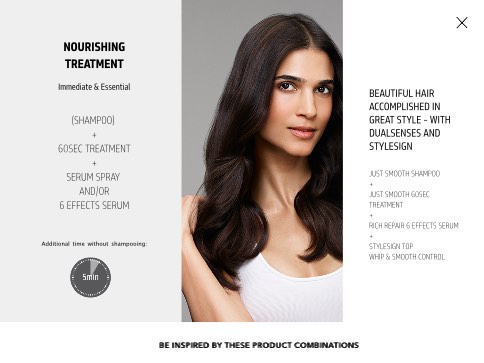 NOURISHING
TREATMENT
Immediate & Essential
(SHAMPOO)
+
60SEC TREATMENT
+
SERUM SPRAY
AND/OR
6 EFFECTS SERUM
Additional time without shampooing:
5min
BEAUTIFUL HAIR
ACCOMPLISHED IN
GREAT STYLE – WITH
DUALSENSES AND
STYLESIGN
JUST SMOOTH SHAMPOO
+
JUST SMOOTH 60SEC
TREATMENT
+
RICH REPAIR 6 EFFECTS SERUM
+
STYLESIGN TOP
WHIP & SMOOTH CONTROL
BE INSPIRED BY THESE PRODUCT COMBINATIONS